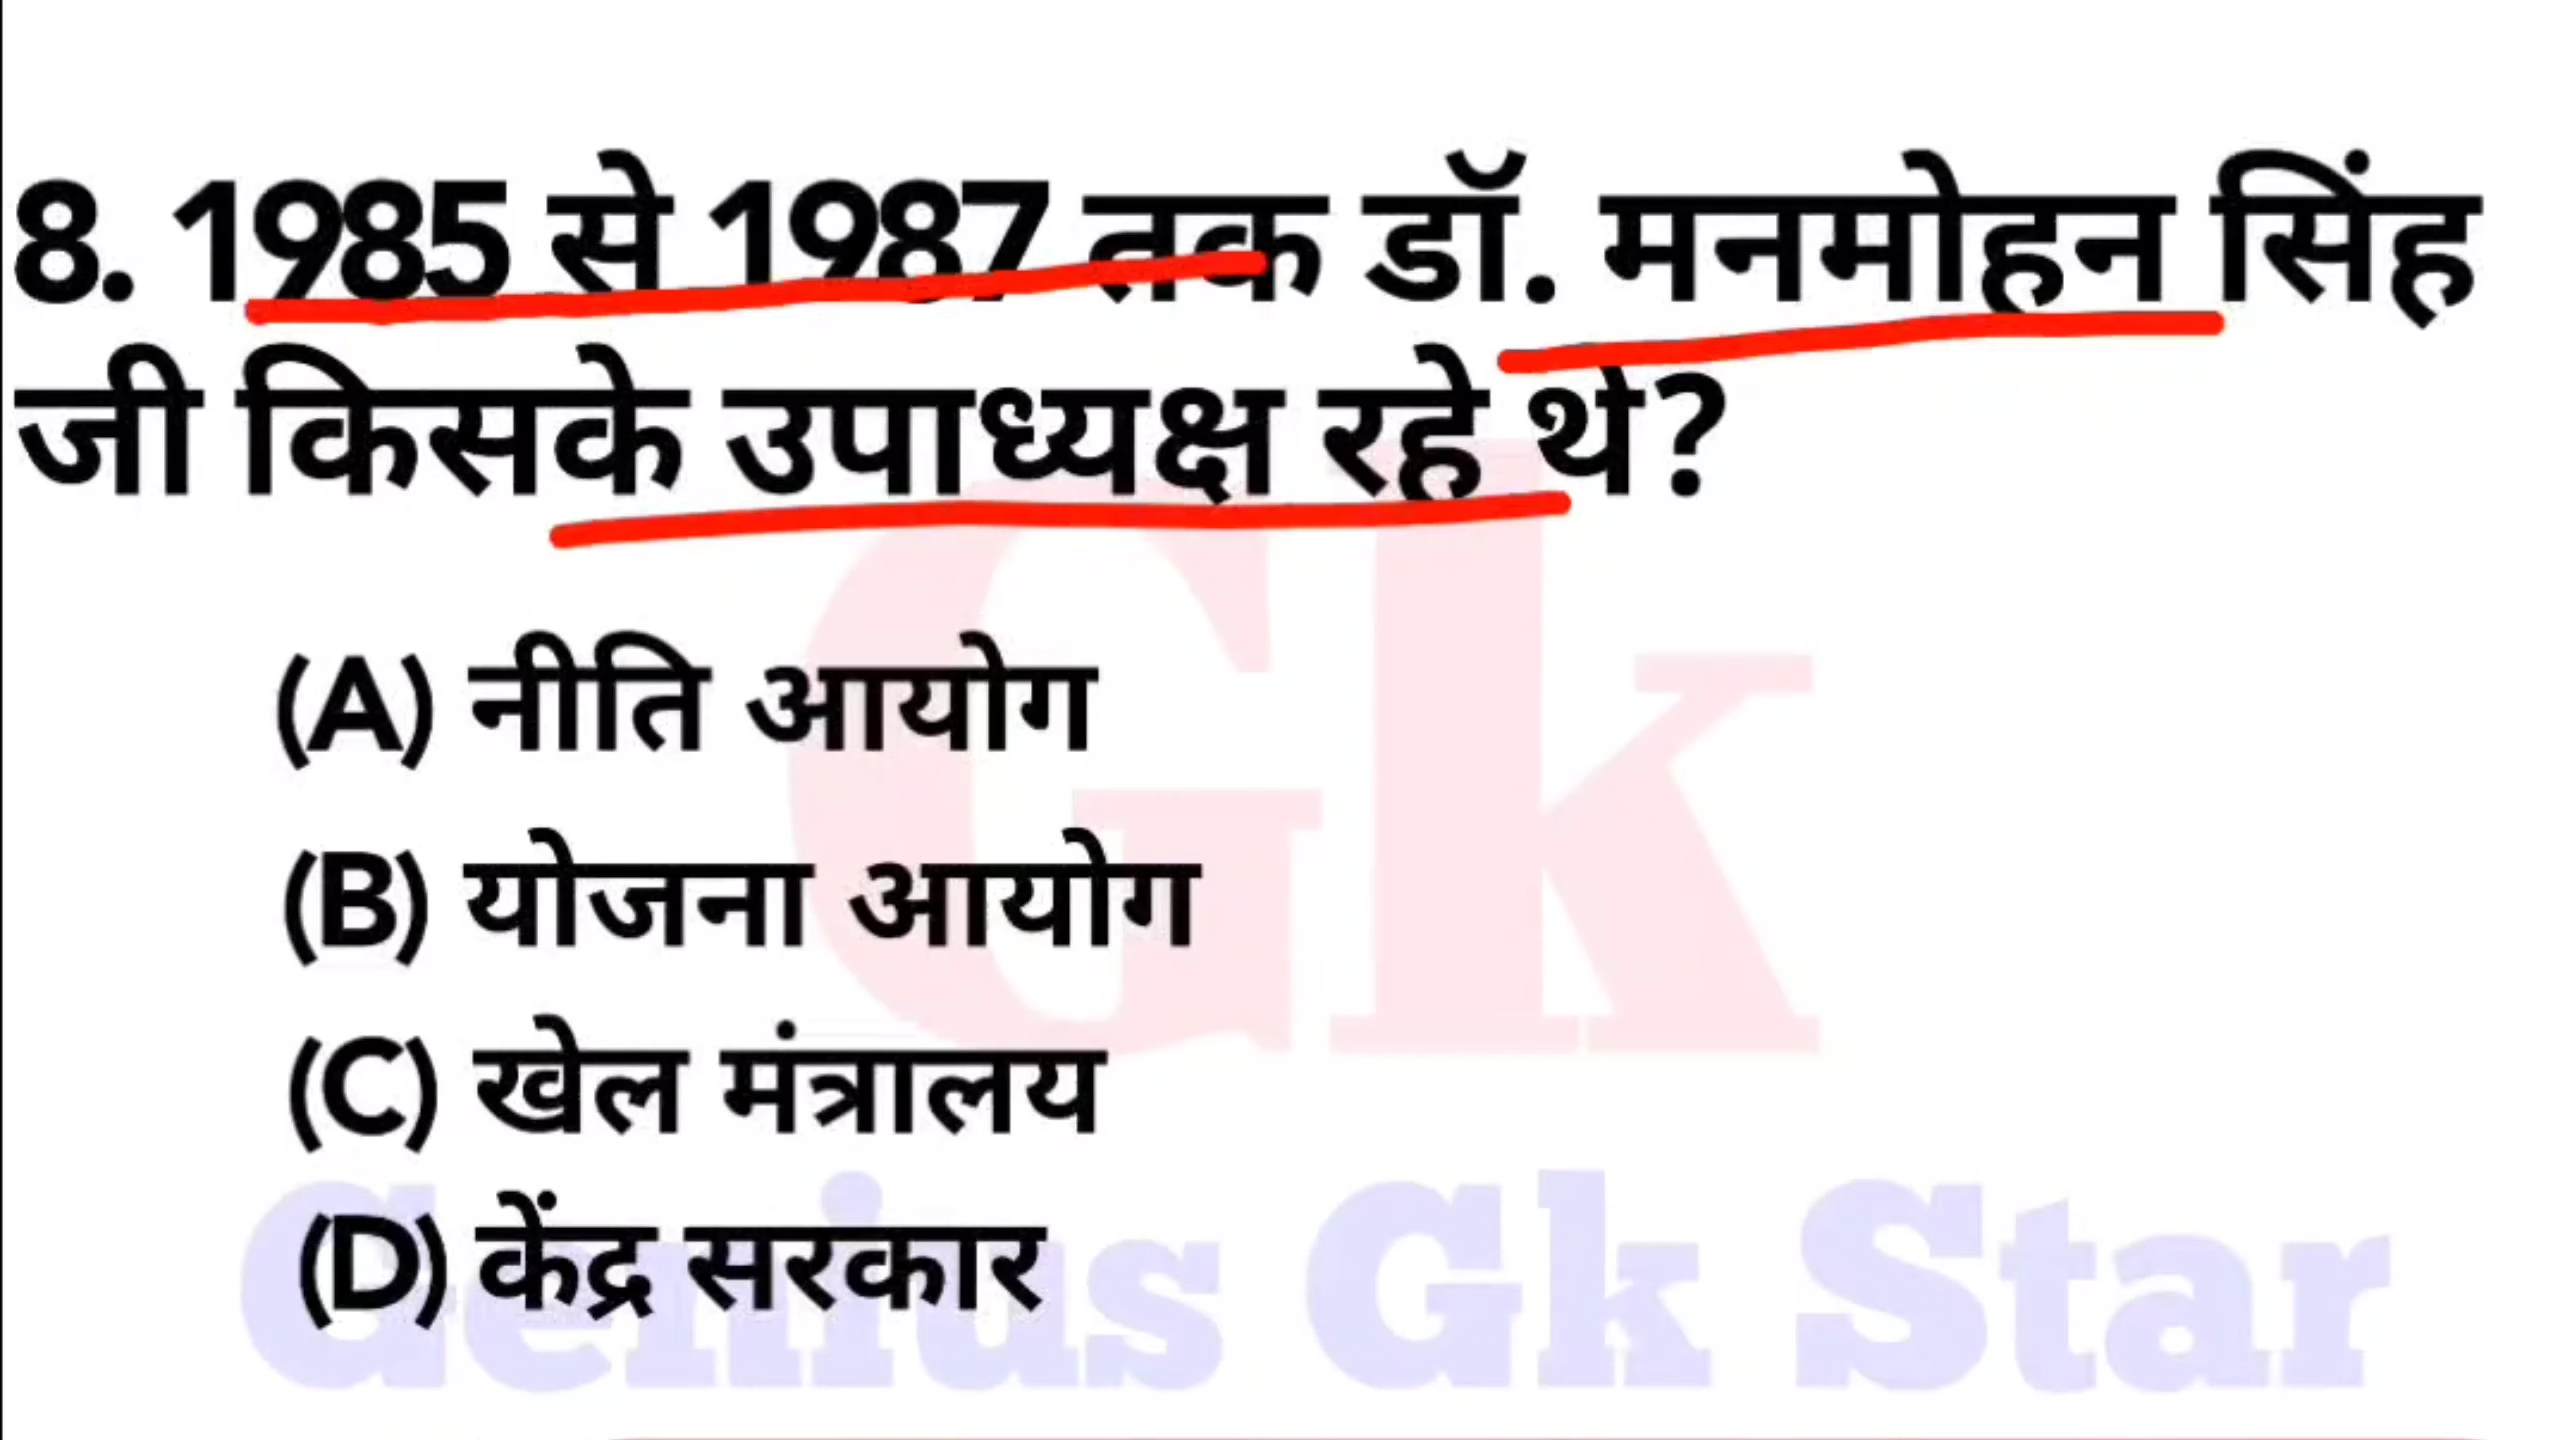 8. 1985 से 1987 तक डॉ. मनमोहन सिंह
जी किसके उपाध्यक्ष रहे थे?
Gk
(A) नीति आयोग
(B) योजना आयोग
(C) खेल मंत्रालय
(D) केंद्र सरकार
Genius Gk Star